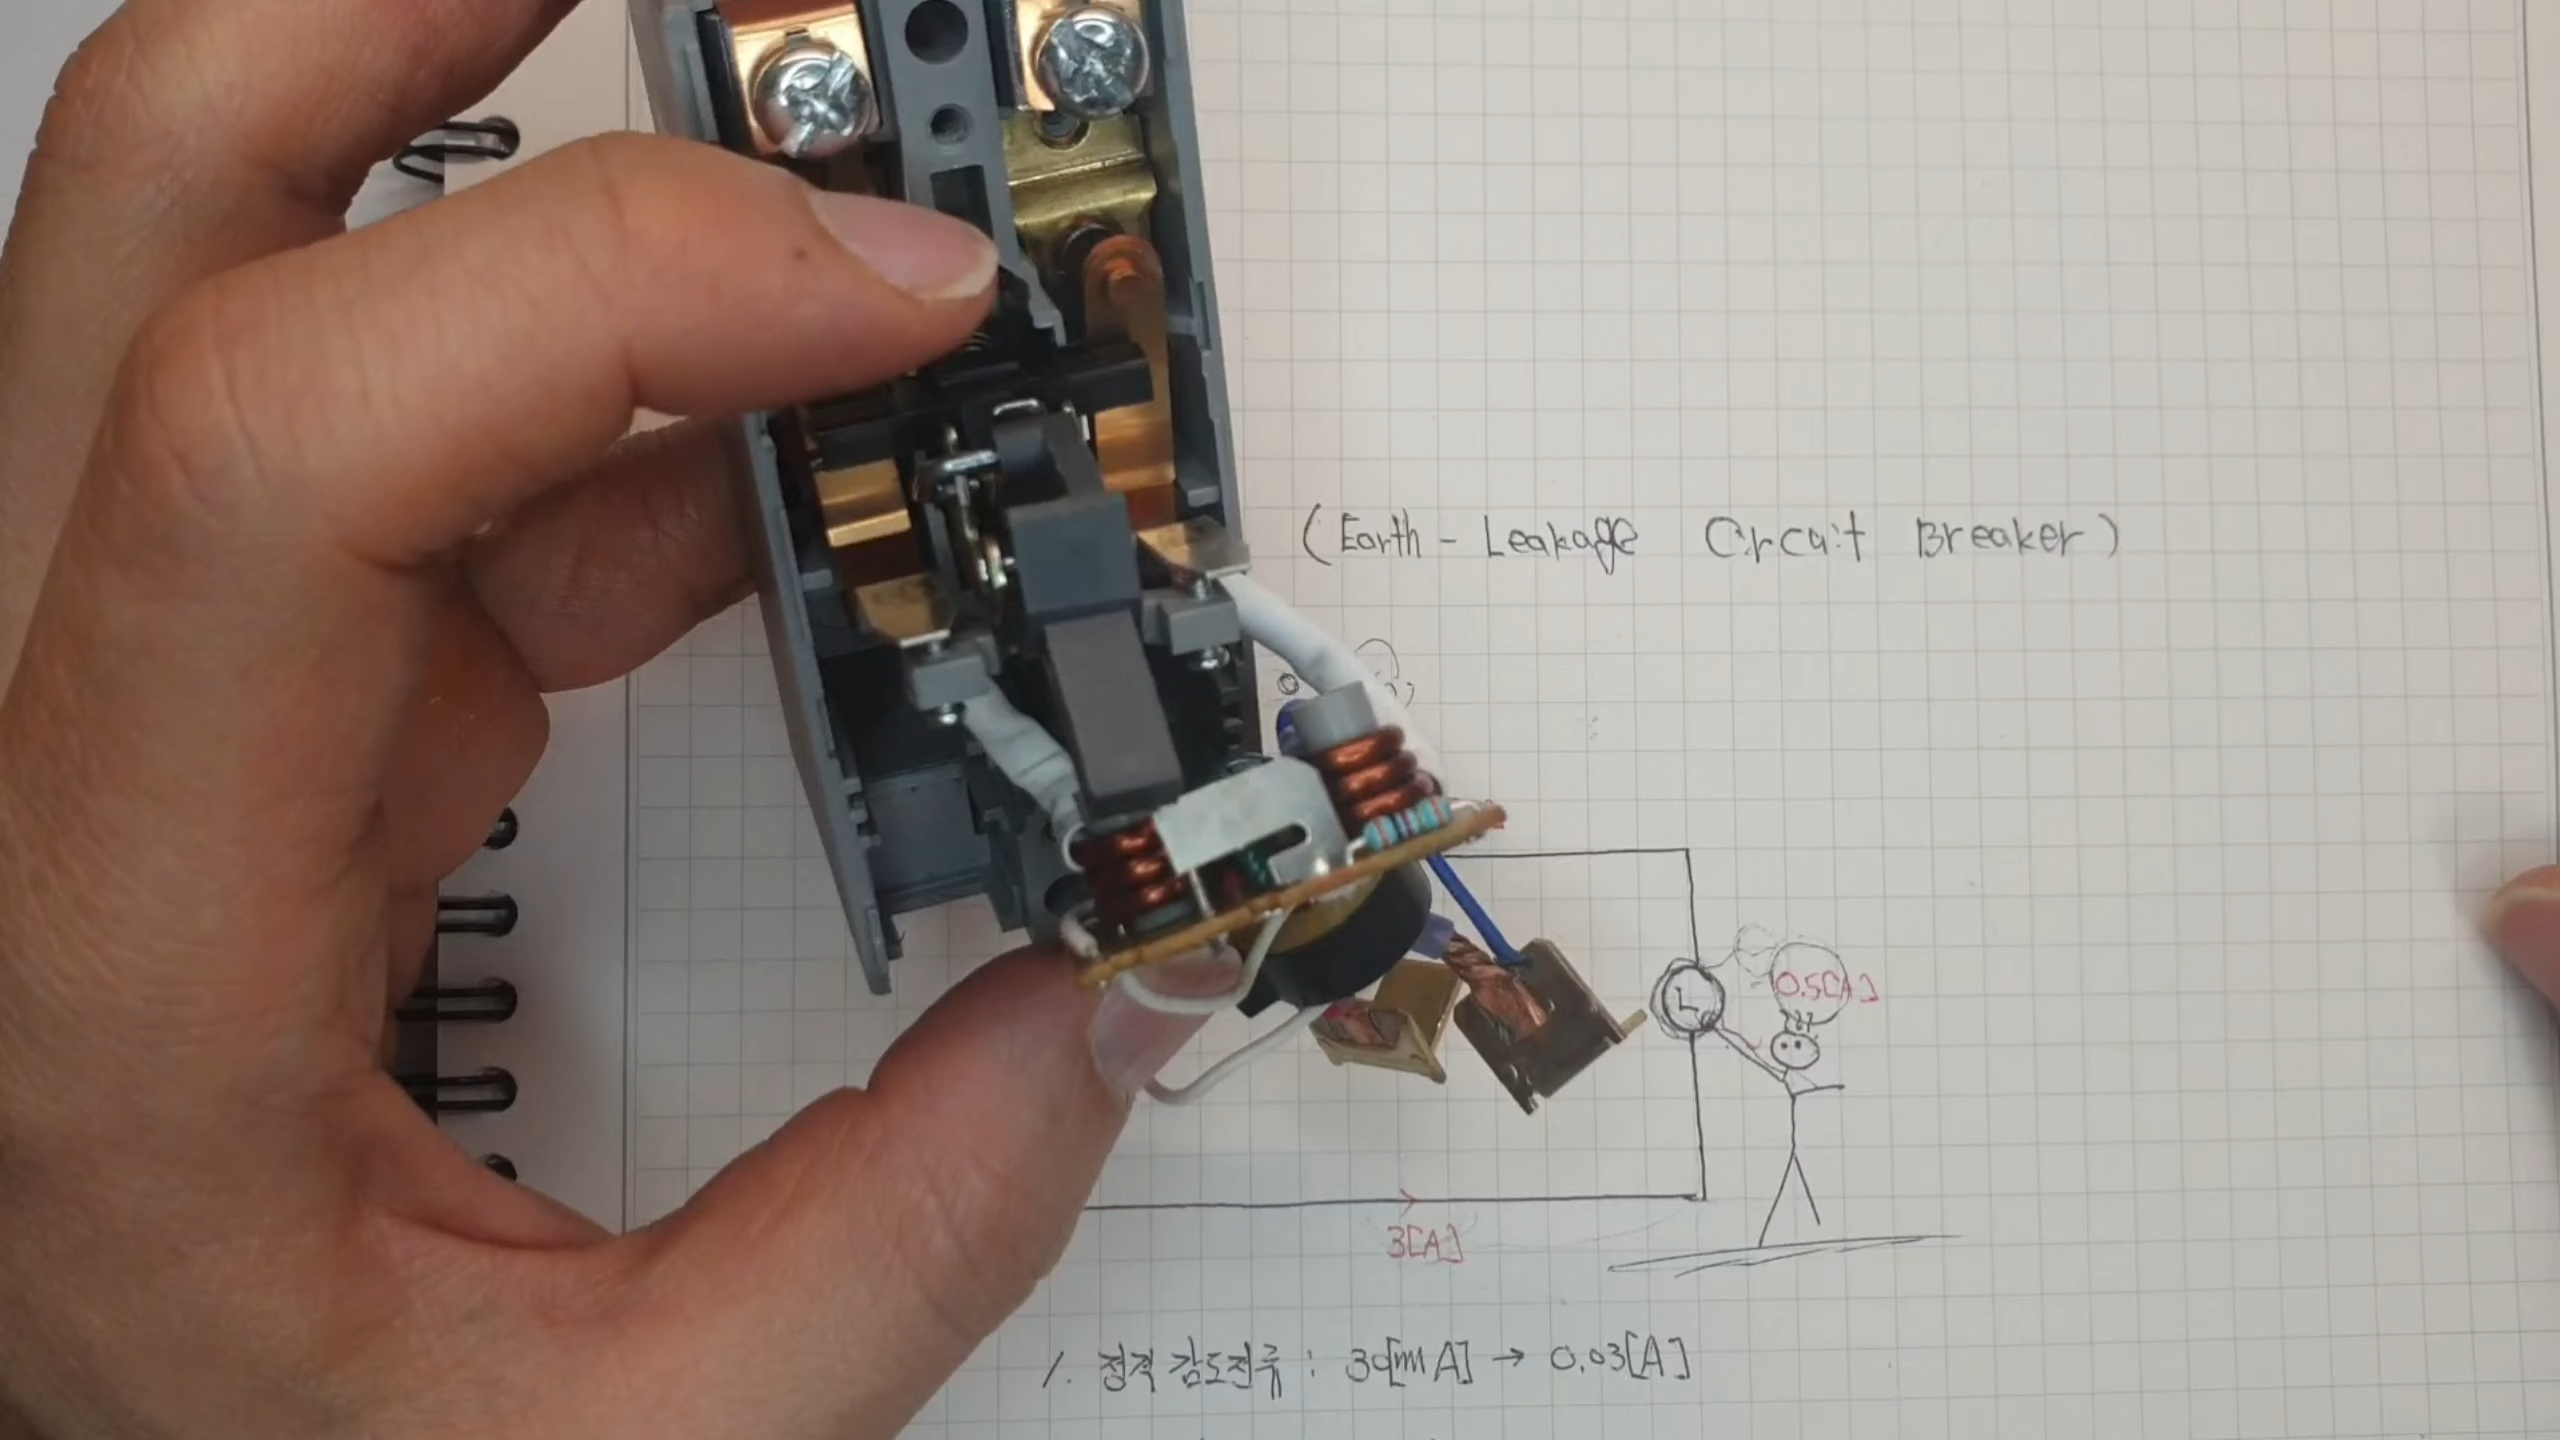 (Earth - Leakage Circuit Breaker)
L
0.5[A]
3[A]
1. 정격 감도전류 : 30[mA] → 0.03[A]